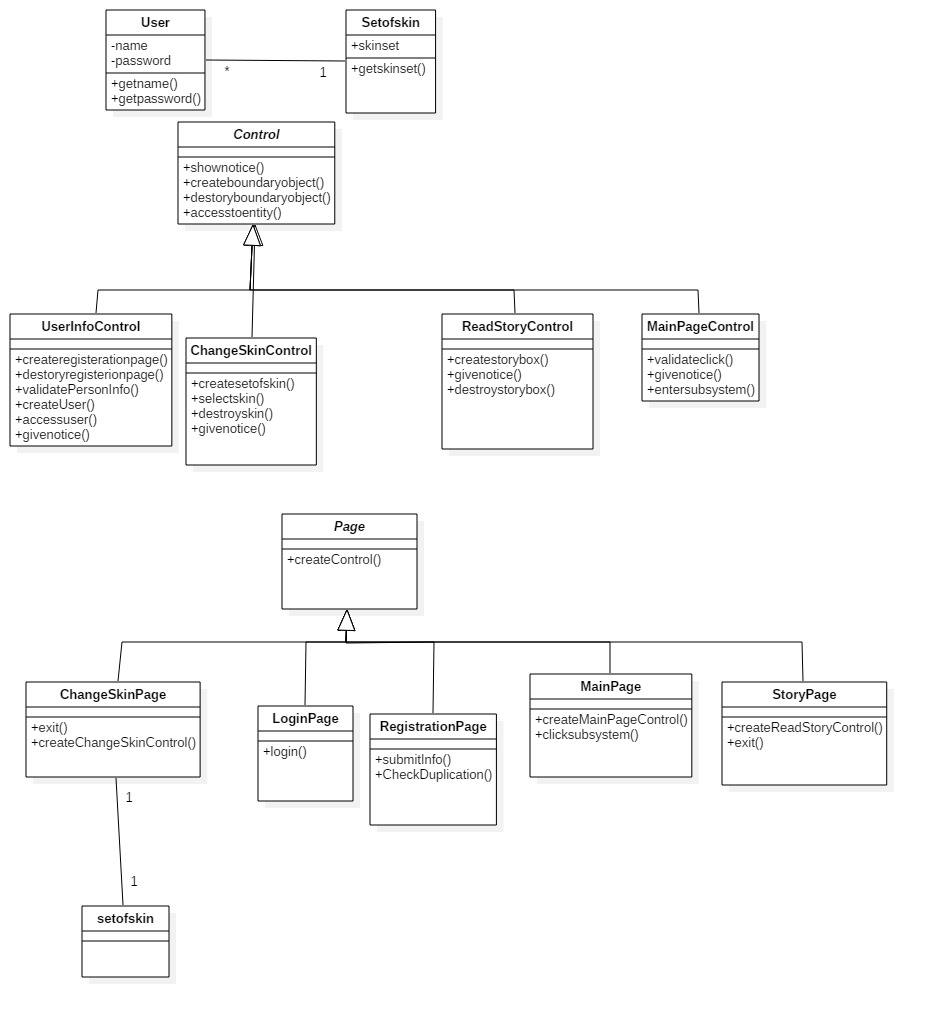 User
-name
-password
+getname()
+getpassword()
*
1
Setofskin
+skinset
+getskinset()
Control
+shownotice()
+createboundaryobject()
+destoryboundaryobject()
+accesstoentity()
UserInfoControl
+createregisterationpage()
+destoryregisterionpage()
+validatePersonInfo()
+createUser()
+accessuser()
+givenotice()
ChangeSkinControl
+createsetofskin()
+selectskin()
+destroyskin()
+givenotice()
ReadStoryControl
+createstorybox()
+givenotice()
+destroystorybox()
MainPageControl
+validateclick()
+givenotice()
+entersubsystem()
Page
+createControl()
ChangeSkinPage
+exit()
+createChangeSkinControl()
LoginPage
+login()
RegistrationPage
+submitInfo()
+CheckDuplication()
MainPage
+createMainPageControl()
+clicksubsystem()
StoryPage
+createReadStoryControl()
+exit()
1
1
setofskin